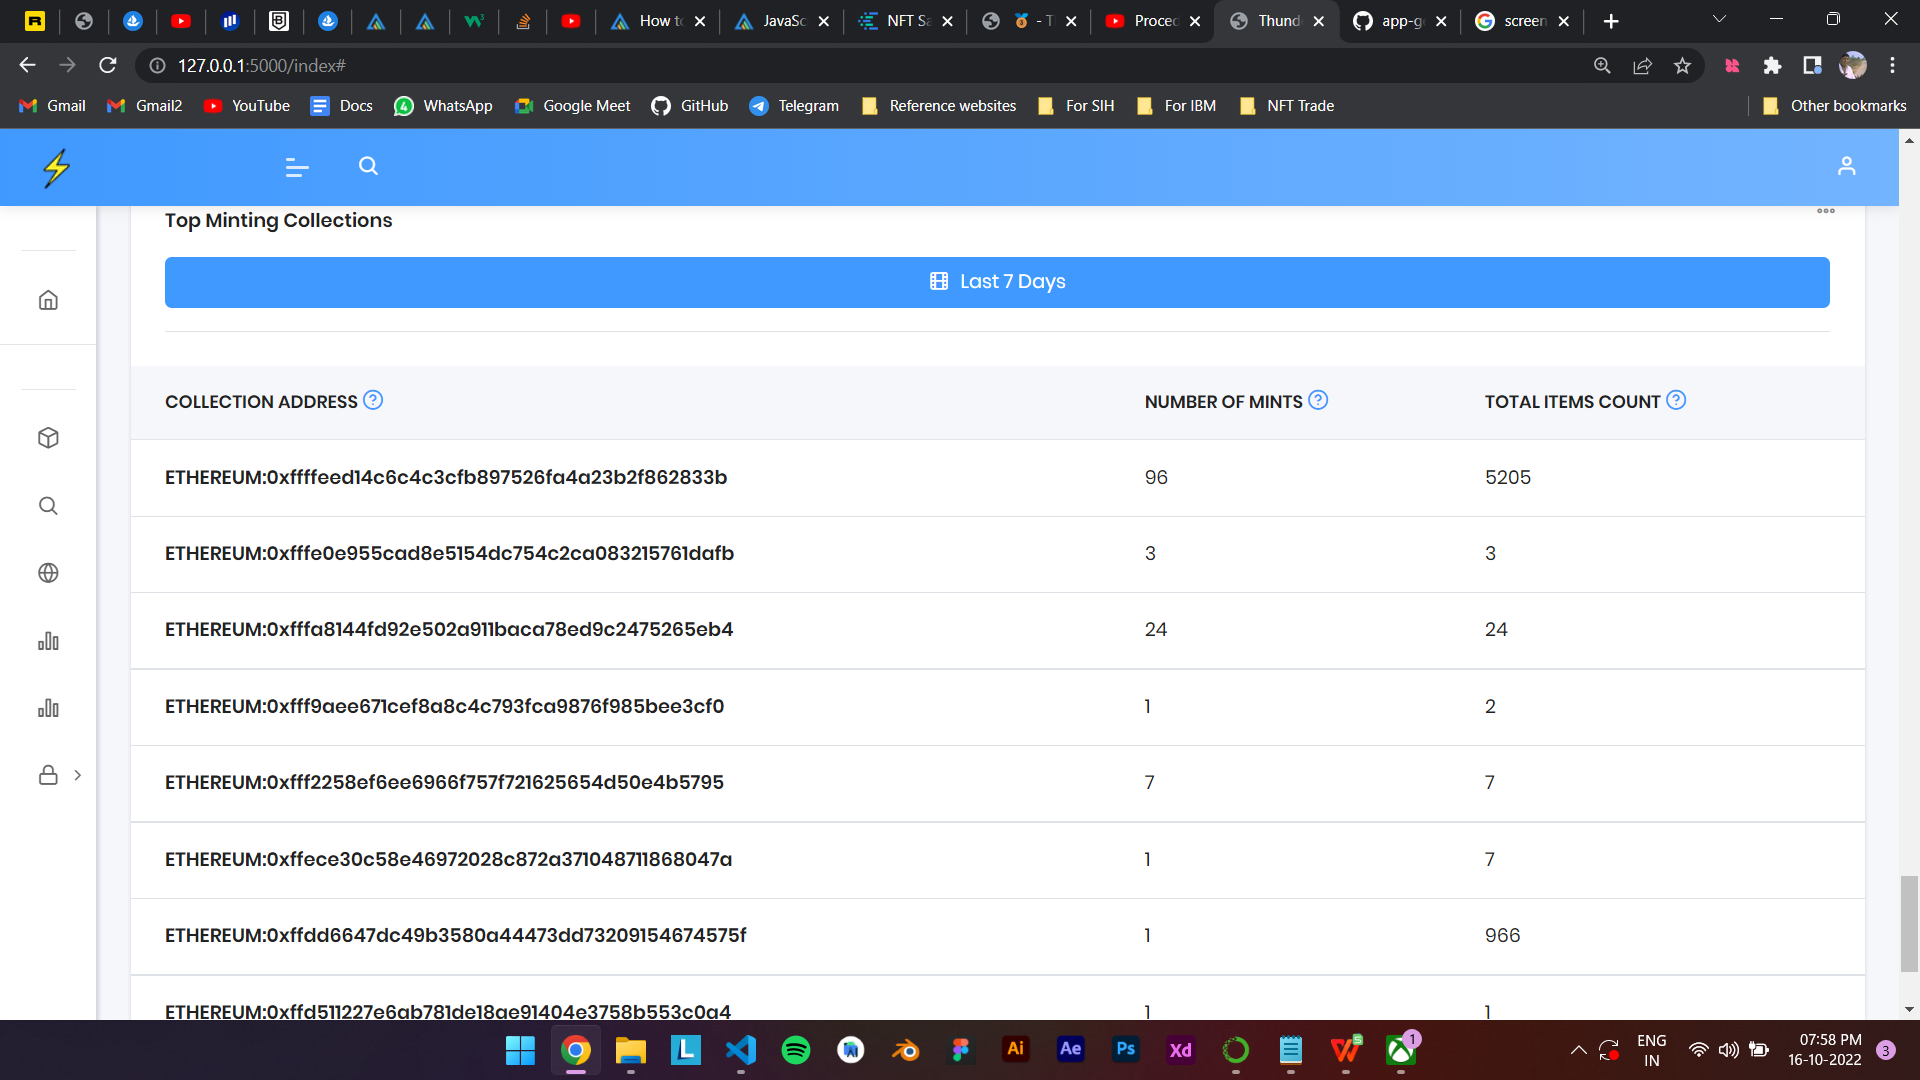 How to
JavaSc
NFT Sa
- T
Proced
Thund
app-g
screen
127.0.0.1:5000/index#
Gmail
Gmail2
YouTube
Docs
WhatsApp
Google Meet
GitHub
Telegram
Reference websites
For SIH
For IBM
NFT Trade
Other bookmarks
Top Minting Collections
Last 7 Days
COLLECTION ADDRESS
NUMBER OF MINTS
TOTAL ITEMS COUNT
ETHEREUM:0xffffeed14c6c4c3cfb897526fa4a23b2f862833b 96 5205
ETHEREUM:0xfffe0e955cad8e5154dc754c2ca083215761dafb 3 3
ETHEREUM:0xfffa8144fd92e502a911baca78ed9c2475265eb4 24 24
ETHEREUM:0xfff9aee671cef8a8c4c793fca9876f985bee3cf0 1 2
ETHEREUM:0xfff2258ef6ee6966f757f721625654d50e4b5795 7 7
ETHEREUM:0xffece30c58e46972028c872a371048711868047a 1 7
ETHEREUM:0xffdd6647dc49b3580a44473dd73209154674575f 1 966
ETHEREUM:0xffd511227e6ab781de18ae91404e3758b553c0a4 1 1
L
Ai
Ae
Ps
Xd
1
ENG
IN
07:58 PM
16-10-2022
3